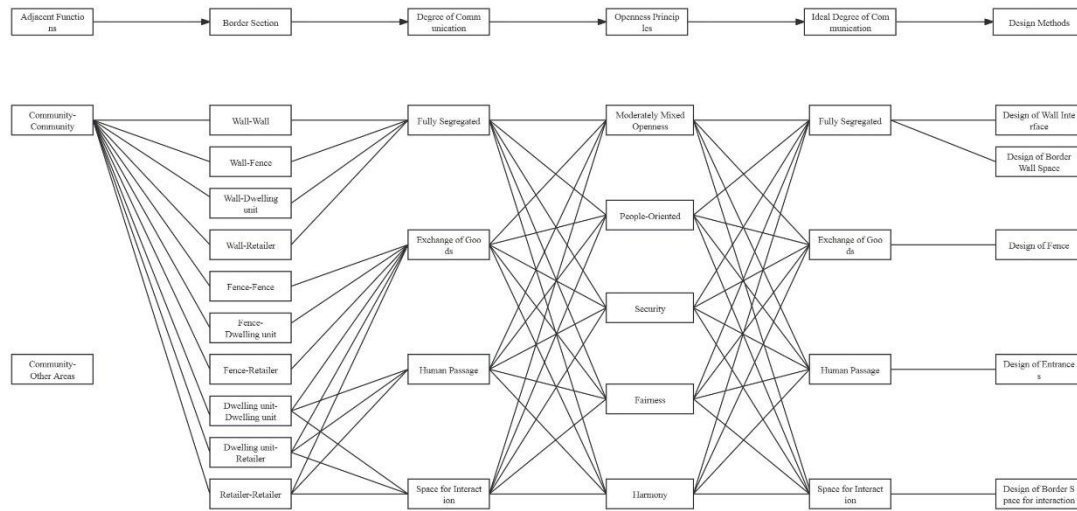 Adjacent Functio
ns
Border Section
Degree of Comm
unication
Openness Princip
les
Ideal Degree of Com
munication
Design Methods
Community-
Community
Community-
Other Areas
Wall-Wall
Wall-Fence
Wall-Dwelling
unit
Wall-Retailer
Fence-Fence
Fence-
Dwelling unit
Fence-Retailer
Dwelling unit-
Dwelling unit
Dwelling unit-
Retailer
Retailer-Retailer
Fully Segregated
Exchange of Goo
ds
Human Passage
Space for Interact
ion
Moderately Mixed
Openness
People-Oriented
Security
Fairness
Harmony
Fully Segregated
Exchange of Goo
ds
Human Passage
Space for Interact
ion
Design of Wall Inte
rface
Design of Border
Wall Space
Design of Fence
Design of Entrance
s
Design of Border S
pace for interaction